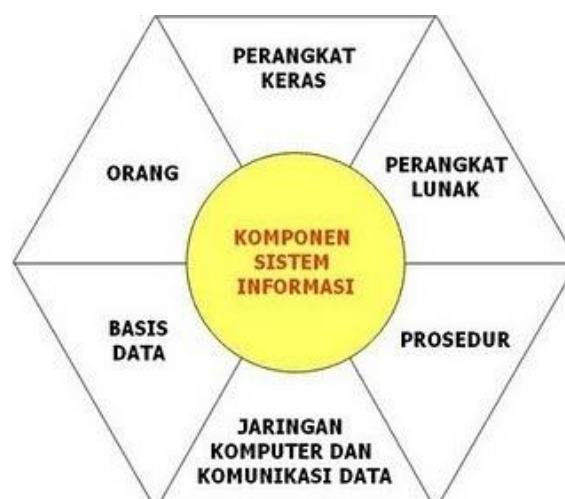 PERANGKAT
KERAS
ORANG
PERANGKAT
LUNAK
KOMPONEN
SISTEM
INFORMASI
BASIS
DATA
PROSEDUR
JARINGAN
KOMPUTER DAN
KOMUNIKASI DATA